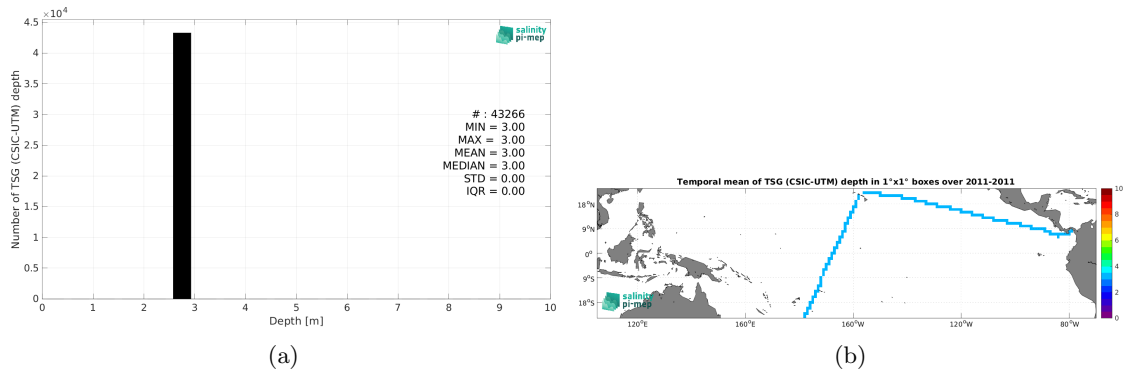 ×10⁴
4.5
4
3.5
3
2.5
2
1.5
1
0.5
0
Number of TSG (CSIC-UTM) depth
salinity
pi-mep
# : 43266
MIN = 3.00
MAX = 3.00
MEAN = 3.00
MEDIAN = 3.00
STD = 0.00
IQR = 0.00
0 1 2 3 4 5 6 7 8 9 10
Depth [m]
(a)
Temporal mean of TSG (CSIC-UTM) depth in 1°x1° boxes over 2011-2011
18°N
9°N
0°
9°S
18°S
salinity
pi-mep
120°E 160°E 160°W 120°W 80°W
10
8
6
4
2
0
(b)